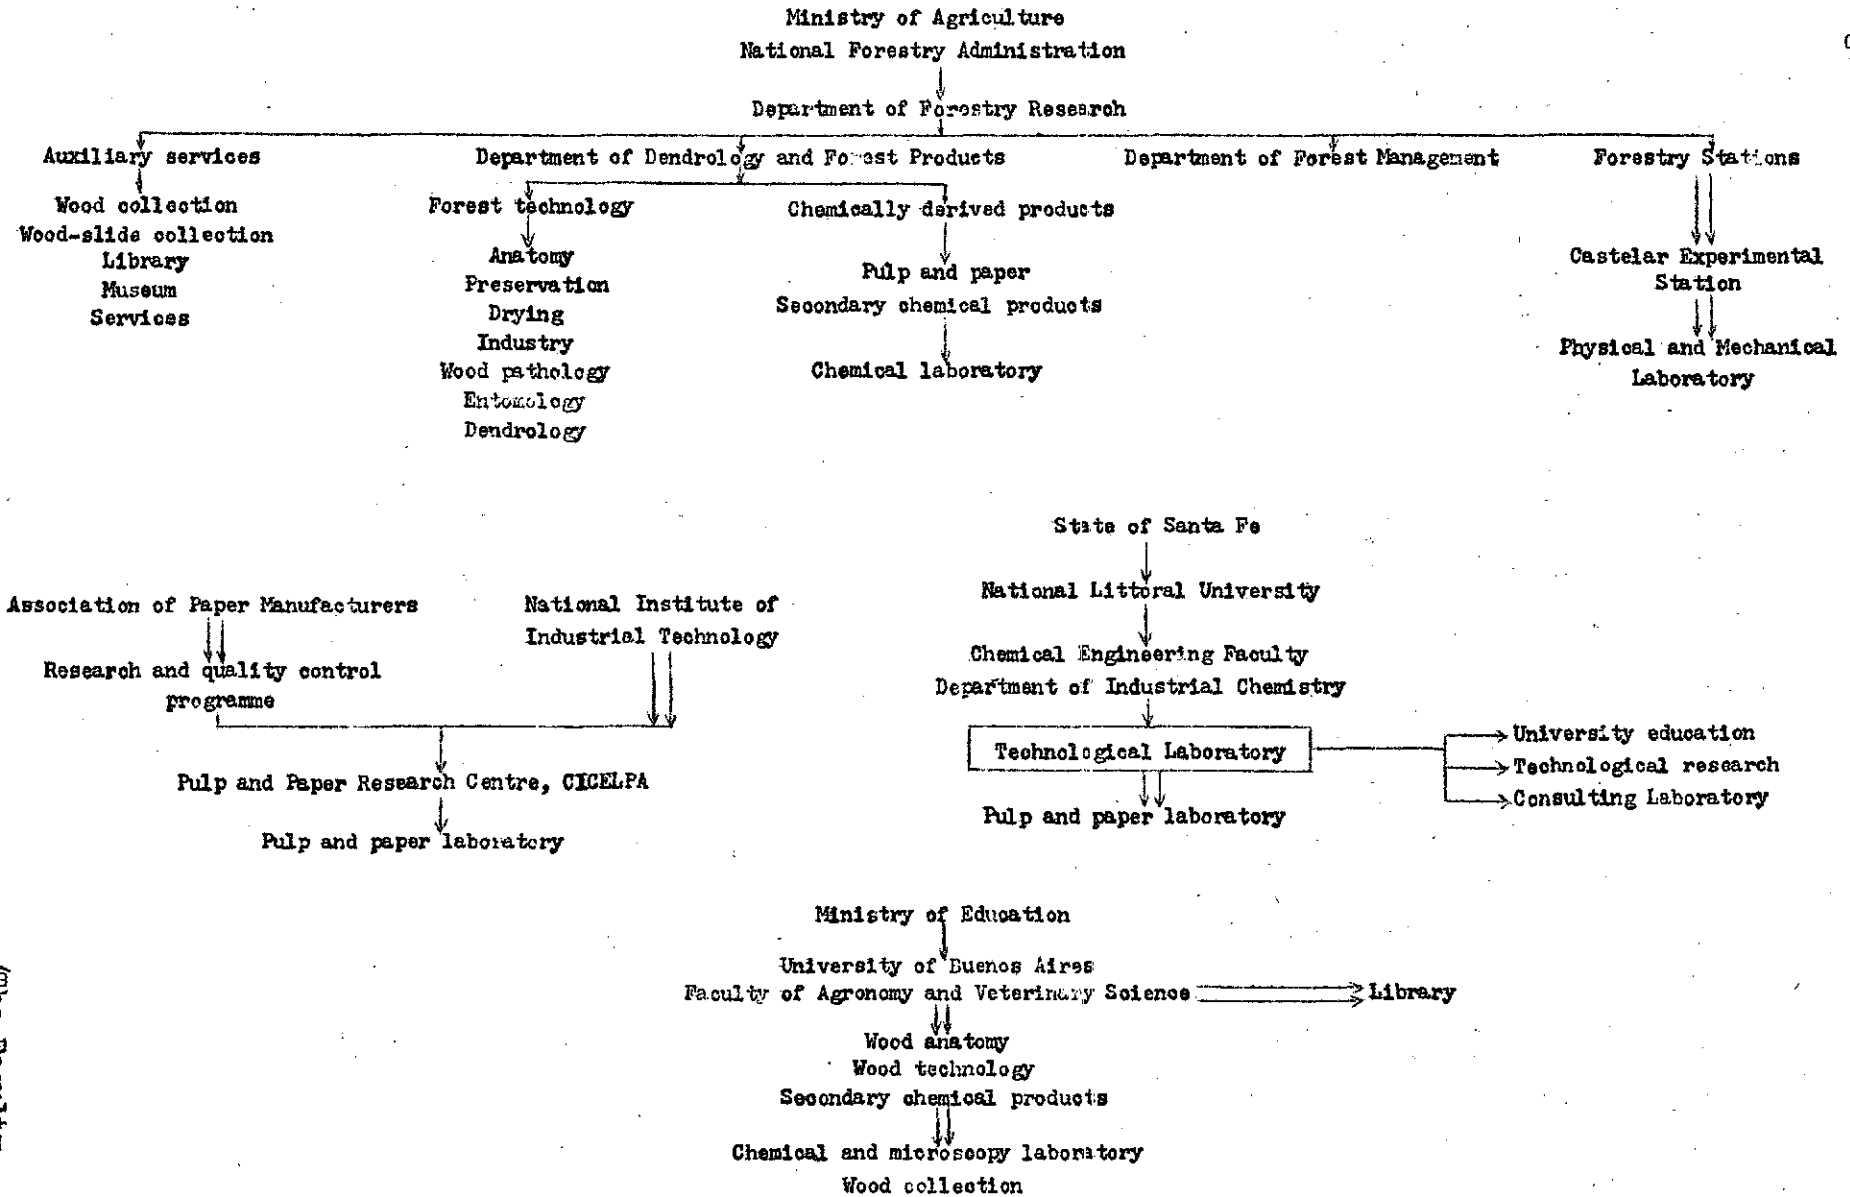 Ministry of Agriculture
National Forestry Administration
Department of Forestry Research
Auxiliary services
Wood collection
Wood-slide collection
Library
Museum
Services
Department of Dendrology and Forest Products
Forest technology
Anatomy
Preservation
Drying
Industry
Wood pathology
Entomology
Dendrology
Chemically derived products
Pulp and paper
Secondary chemical products
Chemical laboratory
Department of Forest Management
Forestry Stations
Castelar Experimental
Station
Physical and Mechanical
Laboratory
Association of Paper Manufacturers
Research and quality control
programme
National Institute of
Industrial Technology
Pulp and Paper Research Centre, CICELPA
Pulp and paper laboratory
State of Santa Fe
National Littoral University
Chemical Engineering Faculty
Department of Industrial Chemistry
Technological Laboratory
University education
Technological research
Consulting Laboratory
Pulp and paper laboratory
Ministry of Education
University of Buenos Aires
Faculty of Agronomy and Veterinary Science
Library
Wood anatomy
Wood technology
Secondary chemical products
Chemical and microscopy laboratory
Wood collection